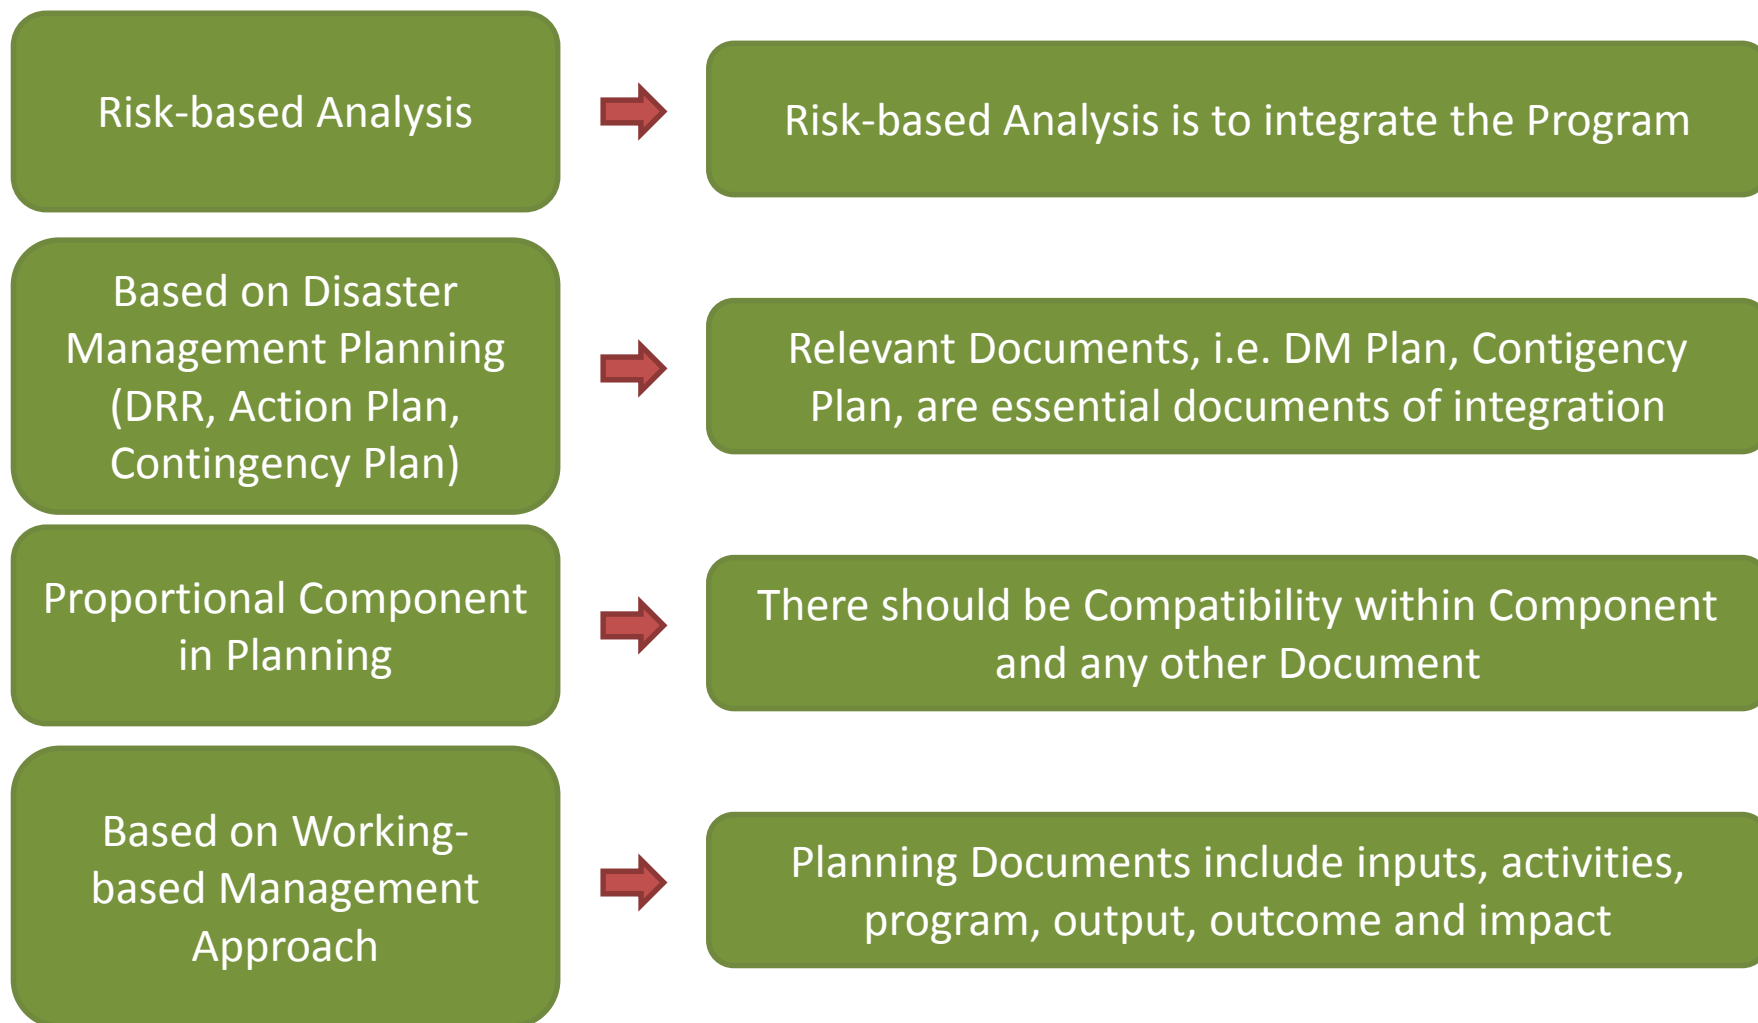 Risk-based Analysis
Risk-based Analysis is to integrate the Program
Based on Disaster
Management Planning
(DRR, Action Plan,
Contingency Plan)
Relevant Documents, i.e. DM Plan, Contigency
Plan, are essential documents of integration
Proportional Component
in Planning
There should be Compatibility within Component
and any other Document
Based on Working-
based Management
Approach
Planning Documents include inputs, activities,
program, output, outcome and impact